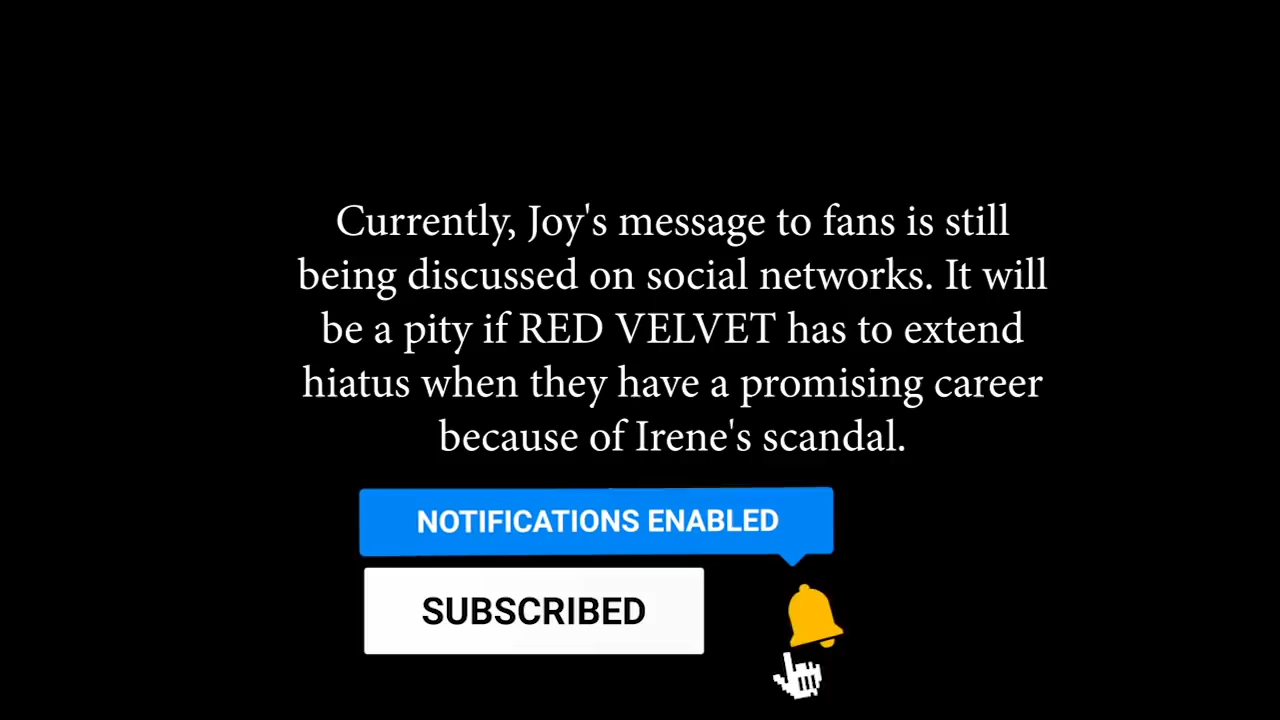 Currently, Joy's message to fans is still
being discussed on social networks. It will
be a pity if RED VELVET has to extend
hiatus when they have a promising career
because of Irene's scandal.
NOTIFICATIONS ENABLED
SUBSCRIBED